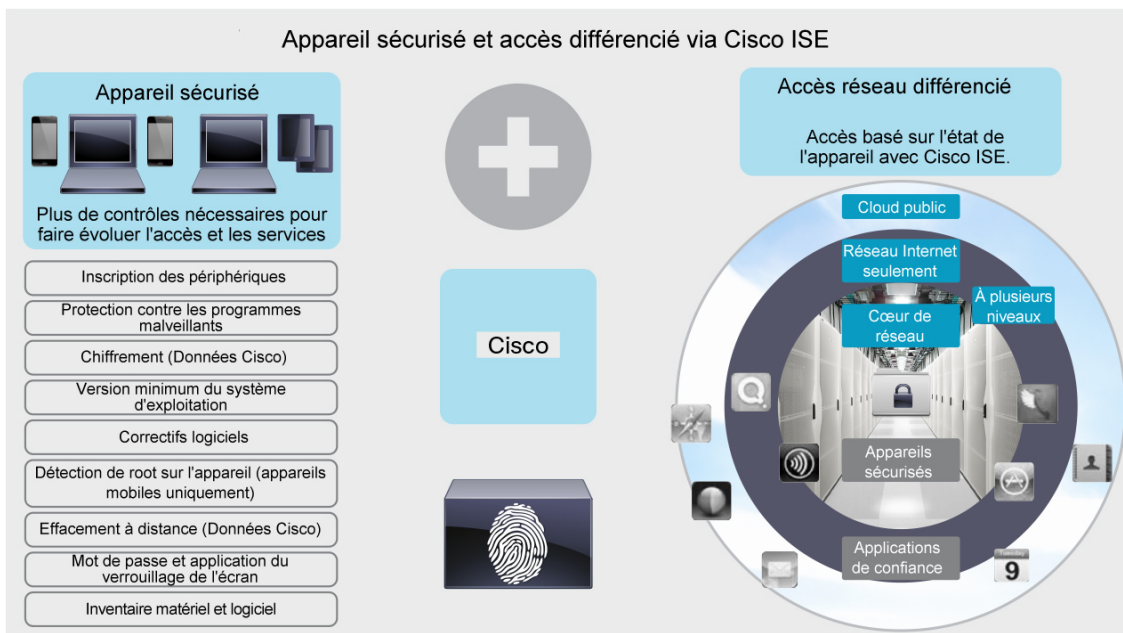 Appareil sécurisé et accès différencié via Cisco ISE
Appareil sécurisé
Plus de contrôles nécessaires pour
faire évoluer l'accès et les services
Inscription des périphériques
Protection contre les programmes
malveillants
Chiffrement (Données Cisco)
Version minimum du système
d'exploitation
Correctifs logiciels
Détection de root sur l'appareil (appareils
mobiles uniquement)
Effacement à distance (Données Cisco)
Mot de passe et application du
verrouillage de l'écran
Inventaire matériel et logiciel
Cisco
Accès réseau différencié
Accès basé sur l'état de
l'appareil avec Cisco ISE.
Cloud public
Réseau Internet
seulement
À plusieurs
niveaux
Cœur de
réseau
Appareils
sécurisés
Applications
de confiance
Tuesday
9